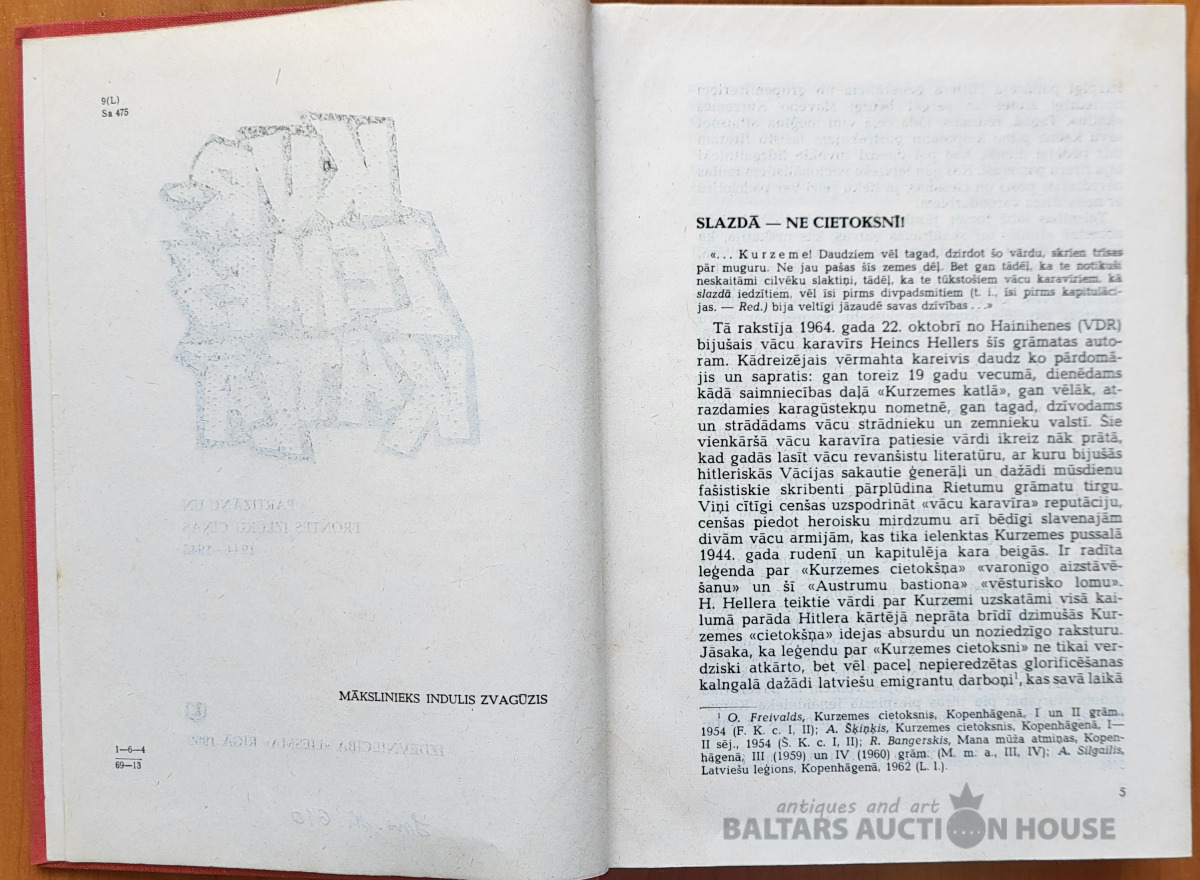 9(L)
Sa 475
MĀKSLINIEKS INDULIS ZVAGŪZIS
1—6—4
69—13
SLAZDĀ — NE CIETOKSNĪ!
«... Kurzeme! Daudziem vēl tagad, dzirdot šo vārdu, skrien trīsas
pār muguru. Ne jau pašas šīs zemes dēļ. Bet gan tādēļ, ka te notikuši
neskaitāmi cilvēku slaktiņi, tādēļ, ka te tūkstošiem vācu karavīriem, kā
slazdā iedzītiem, vēl īsi pirms divpadsmitiem (t. i., īsi pirms kapitulāci-
jas. — Red.) bija veltīgi jāzaudē savas dzīvības ...»
Tā rakstīja 1964. gada 22. oktobrī no Hainihenes (VDR)
bijušais vācu karavīrs Heincs Hellers šīs grāmatas auto-
ram. Kādreizējais vērmahta kareivis daudz ko pārdomā-
jis un sapratis: gan toreiz 19 gadu vecumā, dienēdams
kādā saimniecības daļā «Kurzemes katlā», gan vēlāk, at-
razdamies karagūstekņu nometnē, gan tagad, dzīvodams
un strādādams vācu strādnieku un zemnieku valstī. Šie
vienkāršā vācu karavīra patiesie vārdi ikreiz nāk prātā,
kad gadās lasīt vācu revanšistu literatūru, ar kuru bijušās
hitleriskās Vācijas sakautie ģenerāļi un dažādi mūsdienu
fašistiskie skribenti pārplūdina Rietumu grāmatu tirgu.
Viņi cītīgi cenšas uzspodrināt «vācu karavīra» reputāciju,
cenšas piedot heroisku mirdzumu arī bēdīgi slavenajām
divām vācu armijām, kas tika ielenktas Kurzemes pussalā
1944. gada rudenī un kapitulēja kara beigās. Ir radīta
leģenda par «Kurzemes cietokšņa» «varonīgo aizstāvē-
šanu» un šī «Austrumu bastiona» «vēsturisko lomu».
H. Hellera teiktie vārdi par Kurzemi uzskatāmi visā kai-
lumā parāda Hitlera kārtējā neprāta brīdī dzimušās Kur-
zemes «cietokšņa» idejas absurdu un noziedzīgo raksturu.
Jāsaka, ka leģendu par «Kurzemes cietoksni» ne tikai ver-
dziski atkārto, bet vēl paceļ nepieredzētas glorificēšanas
kalngalā dažādi latviešu emigrantu darboņi¹, kas savā laikā
¹ O. Freivalds, Kurzemes cietoksnis, Kopenhāgenā, I un II grām.,
1954 (F. K. c. I, II); A. Šķiņķis, Kurzemes cietoksnis, Kopenhāgenā, I—
II sēj., 1954 (Š. K. c. I, II); R. Bangerskis, Mana mūža atmiņas, Kopen-
hāgenā, III (1959) un IV (1960) grām. (M. m. a., III, IV); A. Silgailis,
Latviešu leģions, Kopenhāgenā, 1962 (L. l.).
5
antiques and art
BALTARS AUCTION HOUSE